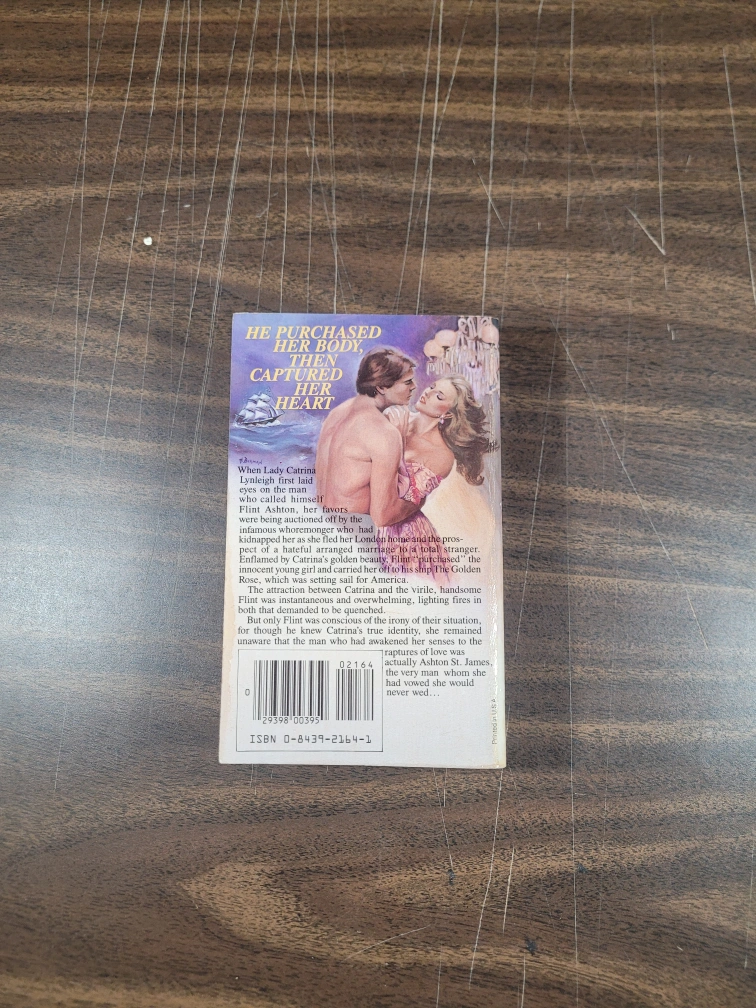 HE PURCHASED
HER BODY,
THEN
CAPTURED
HER
HEART
When Lady Catrina
Lynleigh first laid
eyes on the man
who called himself
Flint Ashton, her favors
were being auctioned off by the
infamous whoremonger who had
kidnapped her as she fled her London home and the pros-
pect of a hateful arranged marriage to a total stranger.
Enflamed by Catrina's golden beauty, Flint "purchased" the
innocent young girl and carried her off to his ship The Golden
Rose, which was setting sail for America.
The attraction between Catrina and the virile, handsome
Flint was instantaneous and overwhelming, lighting fires in
both that demanded to be quenched.
But only Flint was conscious of the irony of their situation,
for though he knew Catrina's true identity, she remained
unaware that the man who had awakened her senses to the
raptures of love was
actually Ashton St. James,
the very man whom she
had vowed she would
never wed...
02164
0
29398 00395
ISBN 0-8439-2164-1
Printed in U.S.A.